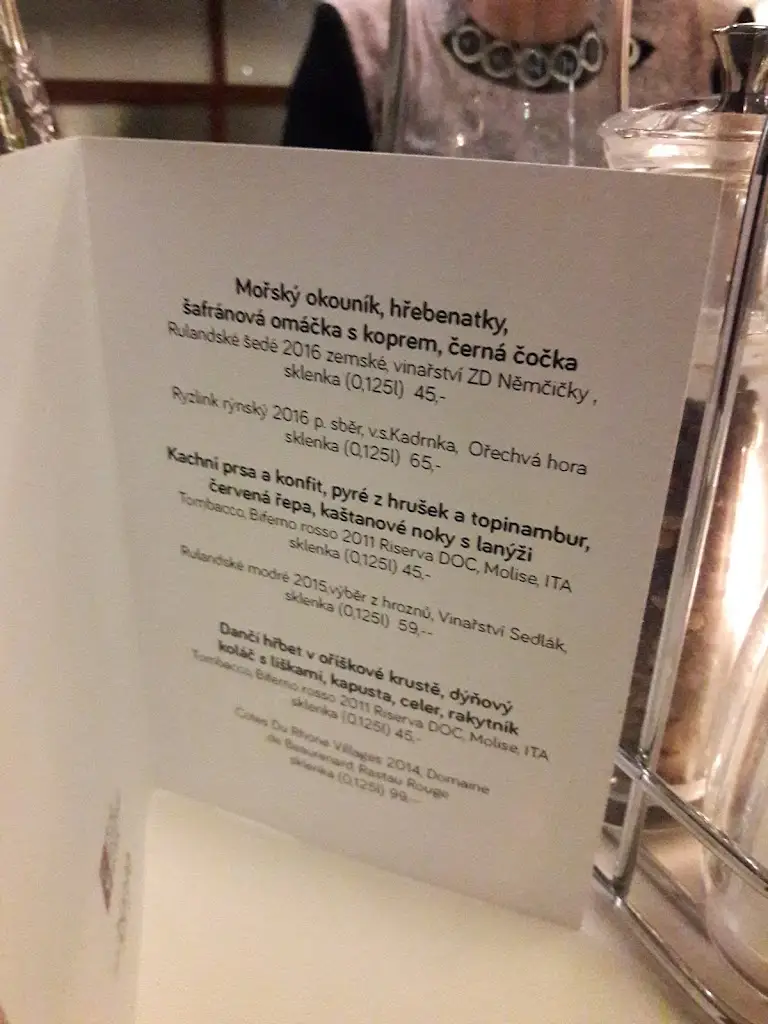 Mořský okouník, hřebenatky,
šafránová omáčka s koprem, černá čočka
Rulandské šedé 2016 zemské, vinařství ZD Němčičky ,
sklenka (0,125l) 45,-
Ryzlink rýnský 2016 p. sběr, v.s.Kadrnka, Ořechvá hora
sklenka (0,125l) 65,-
Kachní prsa a konfit, pyré z hrušek a topinambur,
červená řepa, kaštanové noky s lanýži
Tombacco, Biferno rosso 2011 Riserva DOC, Molise, ITA
sklenka (0,125l) 45,-
Rulandské modré 2015,výběr z hroznů, Vinařství Sedlák,
sklenka (0,125l) 59,--
Dančí hřbet v oříškové krustě, dýňový
koláč s liškami, kapusta, celer, rakytník
Tombacco, Biferno rosso 2011 Riserva DOC, Molise, ITA
sklenka (0,125l) 45,-
Cotes Du Rhone Villages 2014, Domaine
de Beaurenard, Rastau Rouge
sklenka (0,125l) 99,--